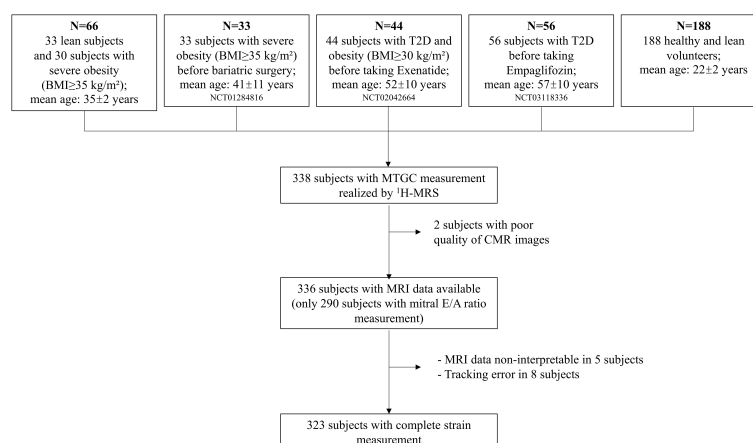 N=66
33 lean subjects
and 30 subjects with
severe obesity
(BMI≥35 kg/m²);
mean age: 35±2 years
N=33
33 subjects with severe
obesity (BMI≥35 kg/m²)
before bariatric surgery;
mean age: 41±11 years
NCT01284816
N=44
44 subjects with T2D and
obesity (BMI≥30 kg/m²)
before taking Exenatide;
mean age: 52±10 years
NCT02042664
N=56
56 subjects with T2D
before taking
Empaglifozin;
mean age: 57±10 years
NCT03118336
N=188
188 healthy and lean
volunteers;
mean age: 22±2 years
338 subjects with MTGC measurement
realized by ¹H-MRS
2 subjects with poor
quality of CMR images
336 subjects with MRI data available
(only 290 subjects with mitral E/A ratio
measurement)
- MRI data non-interpretable in 5 subjects
- Tracking error in 8 subjects
323 subjects with complete strain
measurement